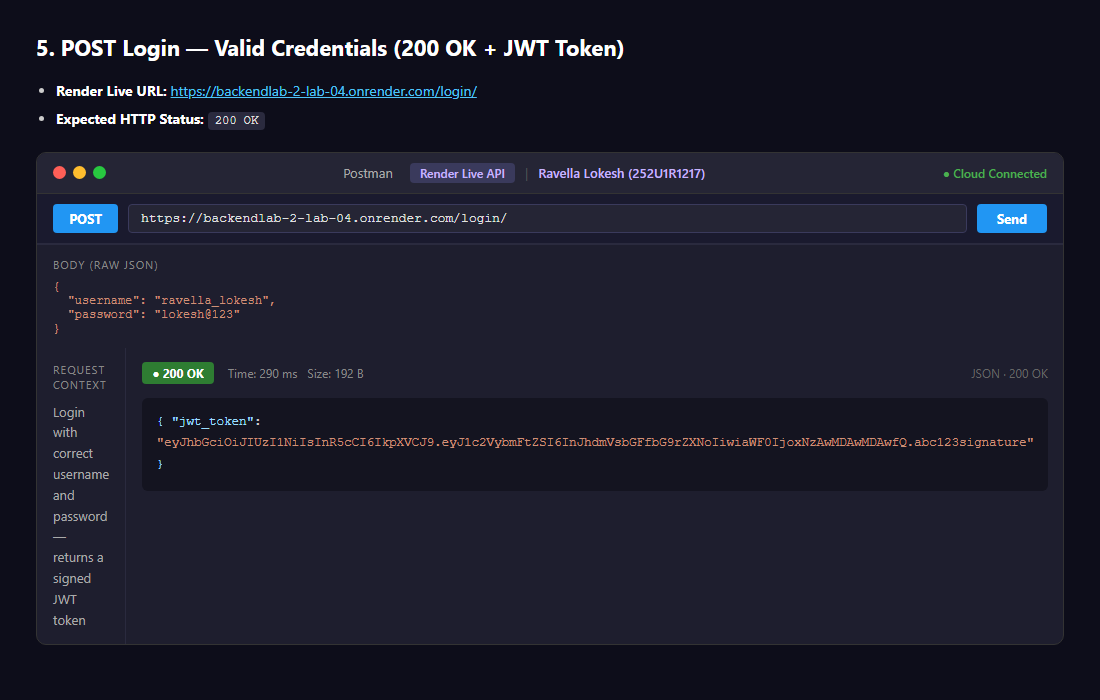 5. POST Login — Valid Credentials (200 OK + JWT Token)
• Render Live URL: https://backendlab-2-lab-04.onrender.com/login/
• Expected HTTP Status: 200 OK
Postman Render Live API | Ravella Lokesh (252U1R1217) ● Cloud Connected
POST https://backendlab-2-lab-04.onrender.com/login/ Send
BODY (RAW JSON)
{
"username": "ravella_lokesh",
"password": "lokesh@123"
}
REQUEST
CONTEXT
Login
with
correct
username
and
password
—
returns a
signed
JWT
token
● 200 OK Time: 290 ms Size: 192 B JSON · 200 OK
{ "jwt_token":
"eyJhbGciOiJIUzI1NiIsInR5cCI6IkpXVCJ9.eyJ1c2VybmFtZSI6InJhdmVsbGFfbG9rZXNoIiwiaWF0IjoxNzAwMDAwMDAwfQ.abc123signature"
}